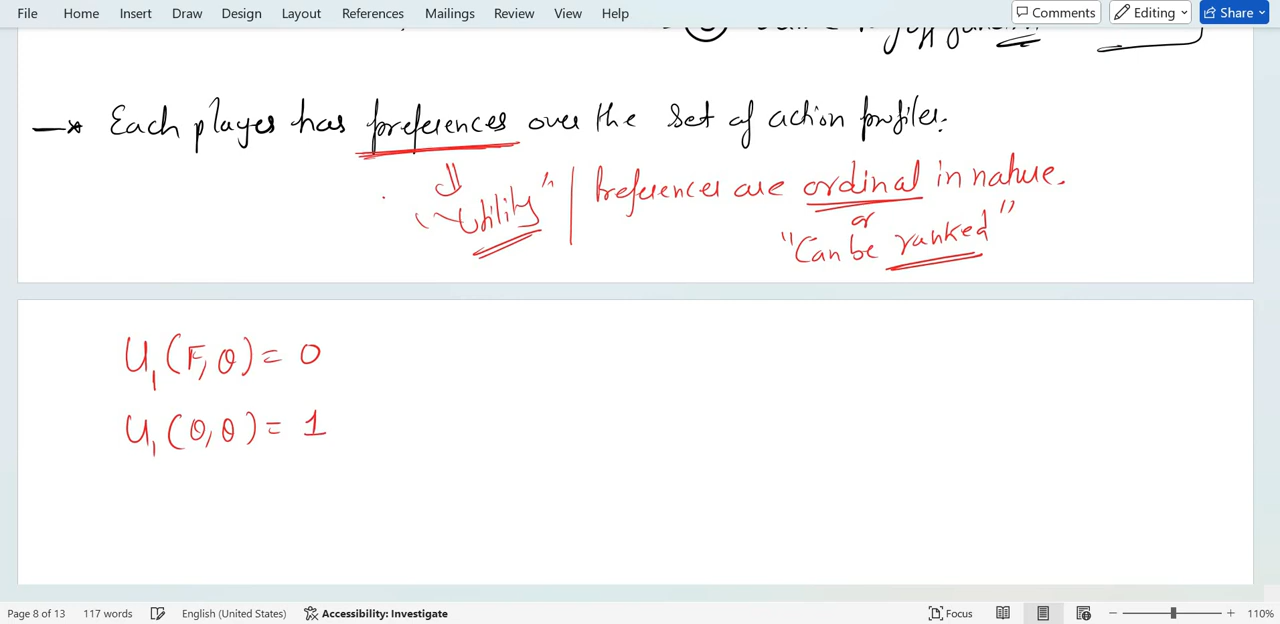 File Home Insert Draw Design Layout References Mailings Review View Help Comments Editing Share
—* Each player has preferences over the set of action profiles.
⇓
"Utility" | Preferences are ordinal in nature.
or
"Can be ranked"
U₁(F, O) = 0
U₁(O, O) = 1
Page 8 of 13 117 words English (United States) Accessibility: Investigate Focus 110%